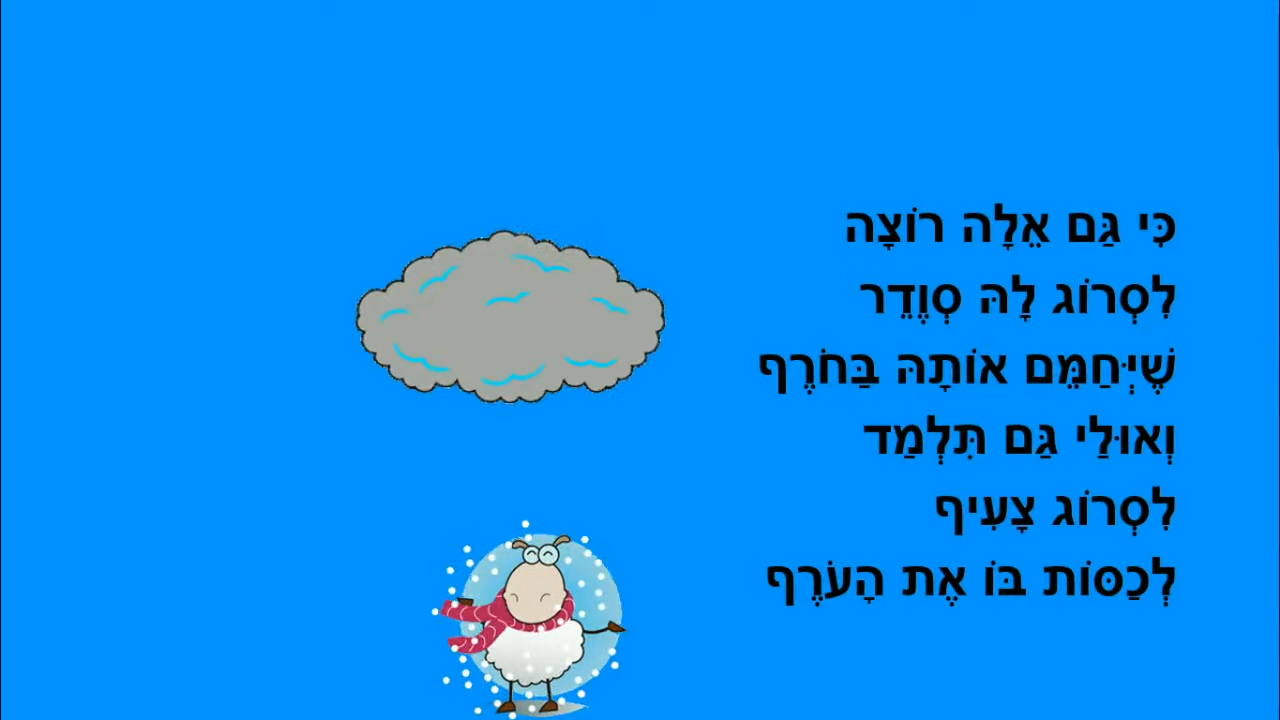 כִּי גַּם אֵלָה רוֹצָה
לִסְרוֹג לָהּ סְוֶדֵר
שֶׁיְּחַמֵּם אוֹתָהּ בַּחֹרֶף
וְאוּלַי גַּם תִּלְמַד
לִסְרוֹג צָעִיף
לְכַסּוֹת בּוֹ אֶת הָעֹרֶף